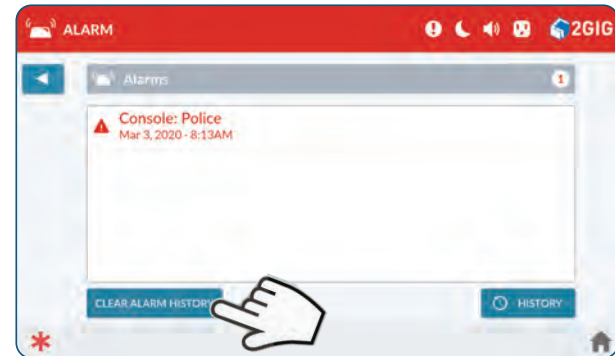 ALARM
2GIG
Alarms
1
Console: Police
Mar 3, 2020 - 8:13AM
CLEAR ALARM HISTORY
HISTORY